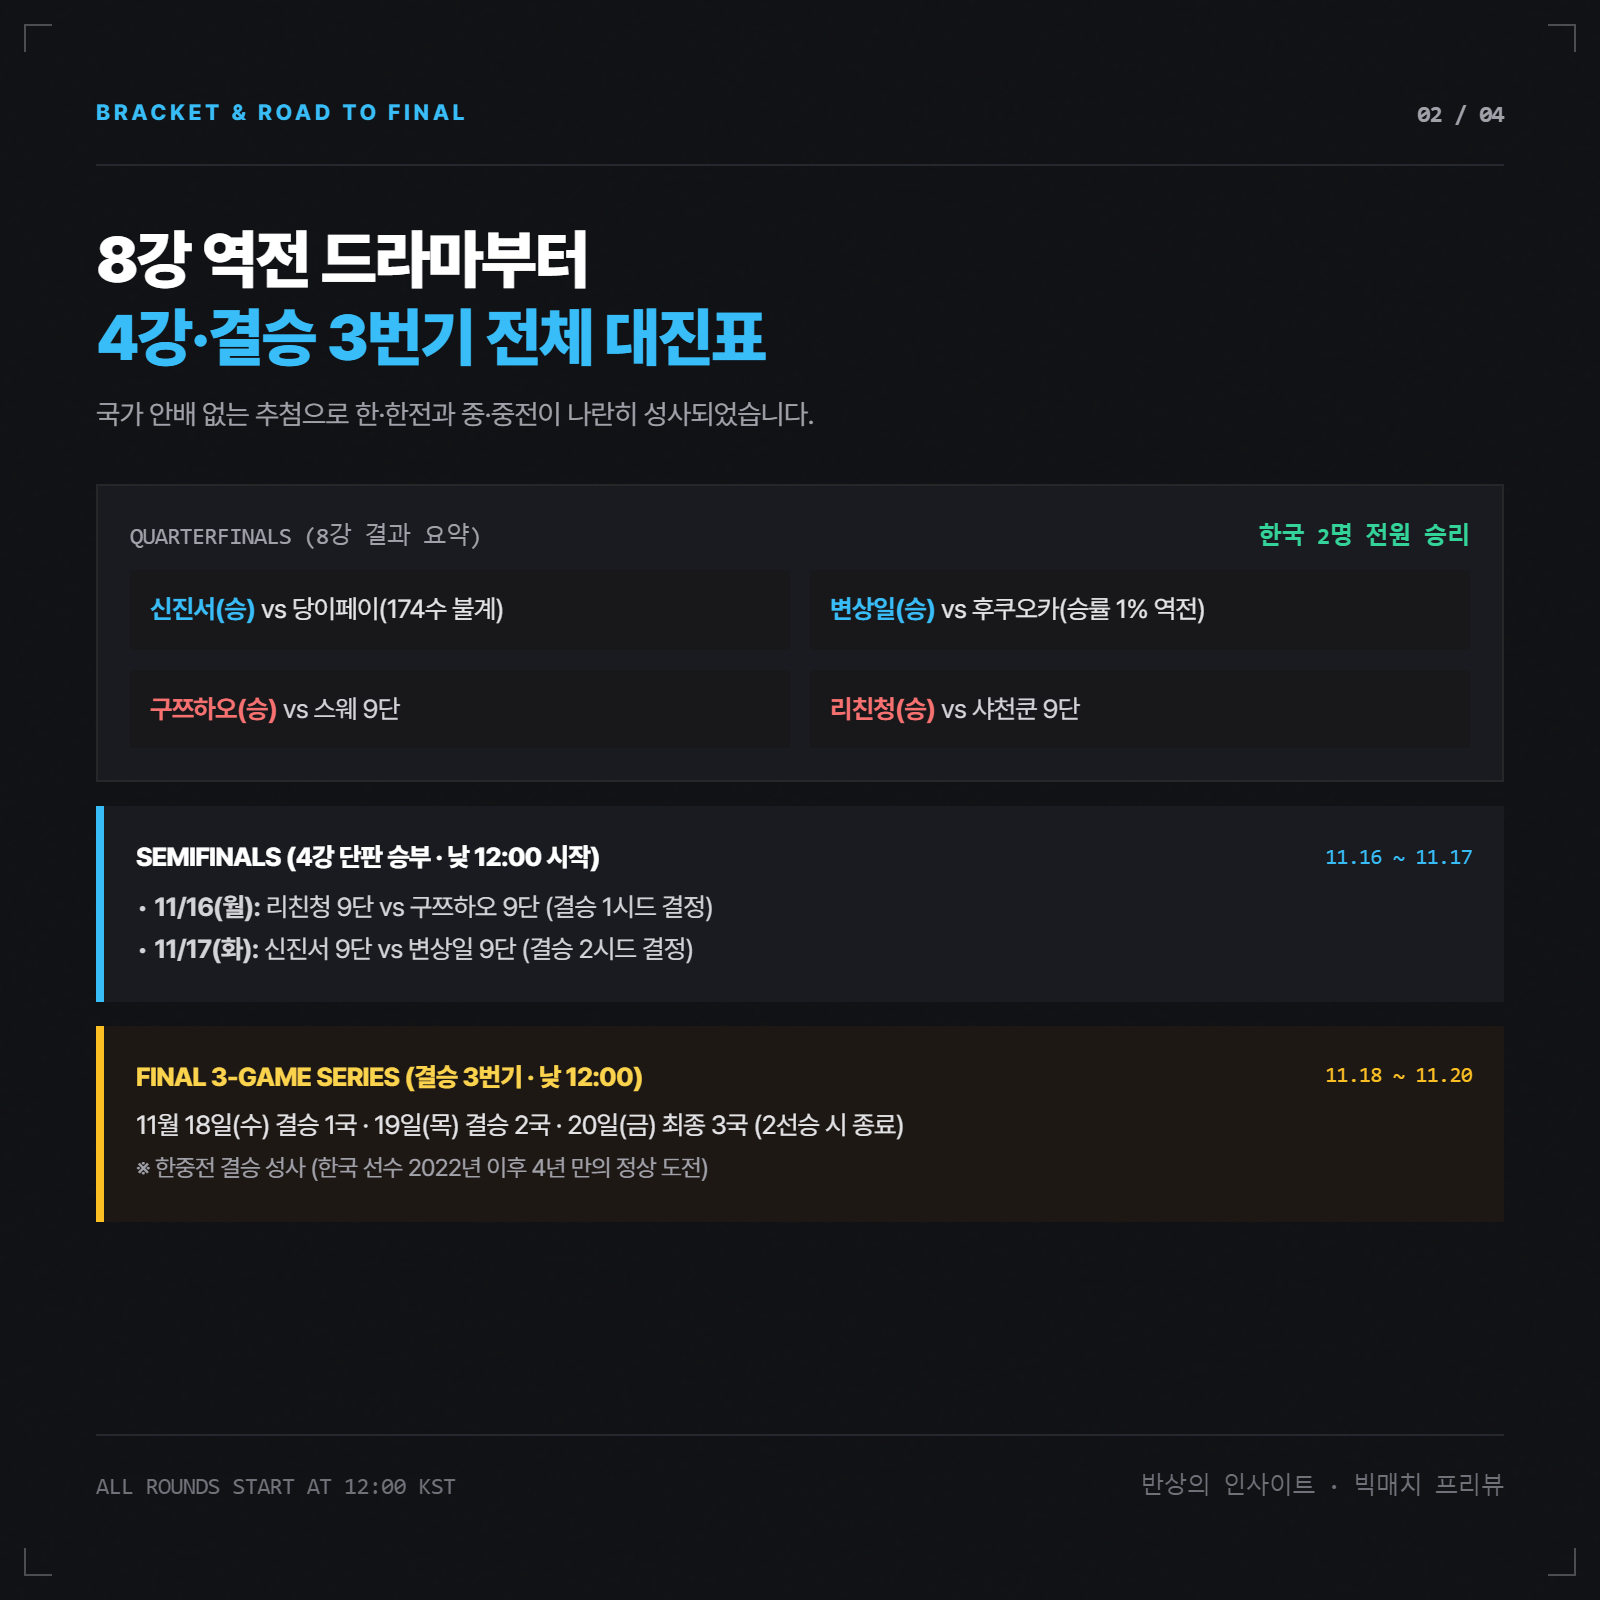 BRACKET & ROAD TO FINAL
02 / 04
8강 역전 드라마부터
4강·결승 3번기 전체 대진표
국가 안배 없는 추첨으로 한·한전과 중·중전이 나란히 성사되었습니다.
QUARTERFINALS (8강 결과 요약)
한국 2명 전원 승리
신진서(승) vs 당이페이(174수 불계)
변상일(승) vs 후쿠오카(승률 1% 역전)
구쯔하오(승) vs 스웨 9단
리친청(승) vs 샤천쿤 9단
SEMIFINALS (4강 단판 승부 · 낮 12:00 시작)
11.16 ~ 11.17
• 11/16(월): 리친청 9단 vs 구쯔하오 9단 (결승 1시드 결정)
• 11/17(화): 신진서 9단 vs 변상일 9단 (결승 2시드 결정)
FINAL 3-GAME SERIES (결승 3번기 · 낮 12:00)
11.18 ~ 11.20
11월 18일(수) 결승 1국 · 19일(목) 결승 2국 · 20일(금) 최종 3국 (2선승 시 종료)
※ 한중전 결승 성사 (한국 선수 2022년 이후 4년 만의 정상 도전)
ALL ROUNDS START AT 12:00 KST
반상의 인사이트 · 빅매치 프리뷰